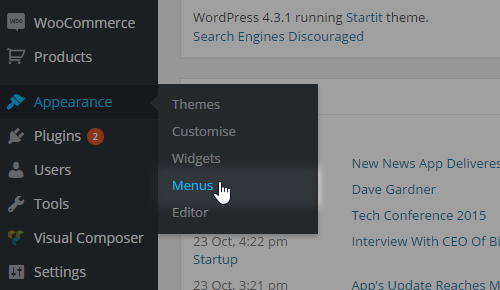 WOO WooCommerce
Products
Appearance
Plugins 2
Users
Tools
Visual Composer
Settings
Themes
Customise
Widgets
Menus
Editor
WordPress 4.3.1 running Startit theme.
Search Engines Discouraged
New News App Deliveres
Dave Gardner
Tech Conference 2015
23 Oct, 4:22 pm Interview With CEO Of Bi
Startup
23 Oct, 3:21 pm App's Update Reaches M